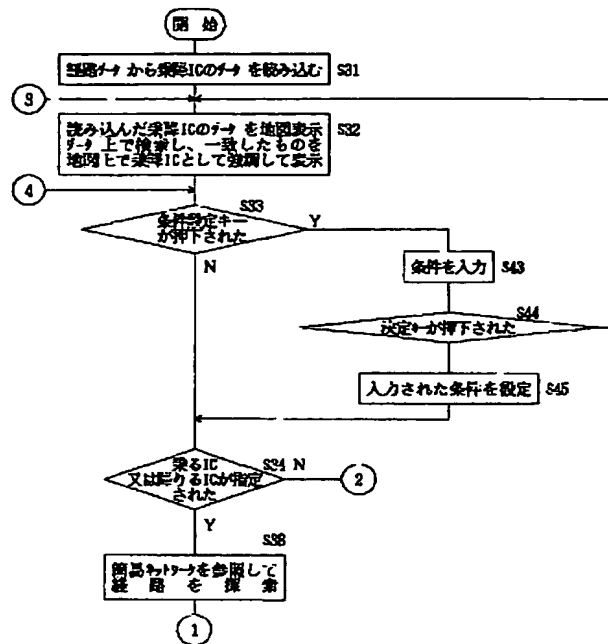 開 始
経路データ から乗降ICのデータ を読み込む S31
3
読み込んだ乗降ICのデータ を地図表示 S32
データ 上で検索し、一致したものを
地図上で乗降ICとして強調して表示
4
S33
条件設定キー
が押下された
Y
N
条件を入力 S43
S44
決定キーが押下された
入力された条件を設定 S45
乗るIC
又は降りるICが指定
された
S34 N
2
Y
S38
簡易ネットワークを参照して
経 路 を 探 索
1